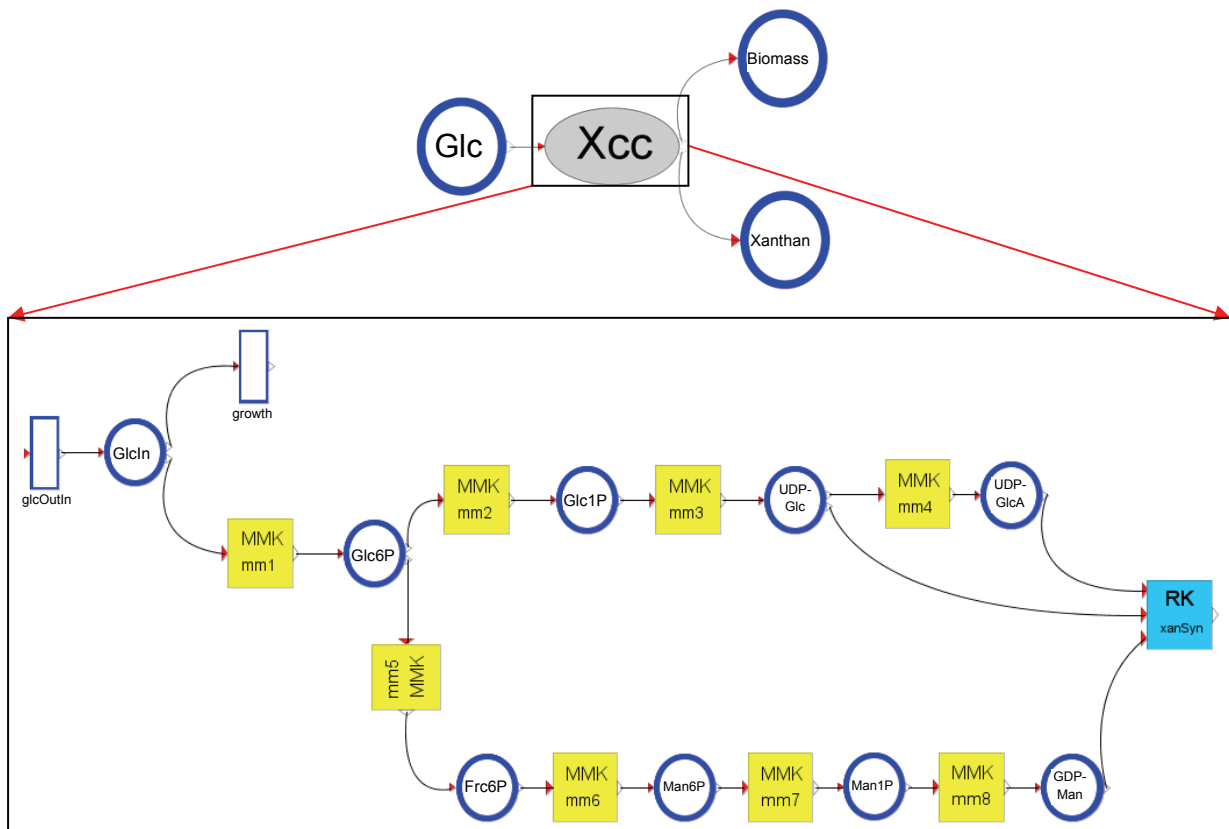 Biomass
Glc
Xcc
Xanthan
glcOutIn
GlcIn
growth
MMK
mm1
Glc6P
MMK
mm2
Glc1P
MMK
mm3
UDP-
Glc
MMK
mm4
UDP-
GlcA
RK
xanSyn
mm5
MMK
Frc6P
MMK
mm6
Man6P
MMK
mm7
Man1P
MMK
mm8
GDP-
Man